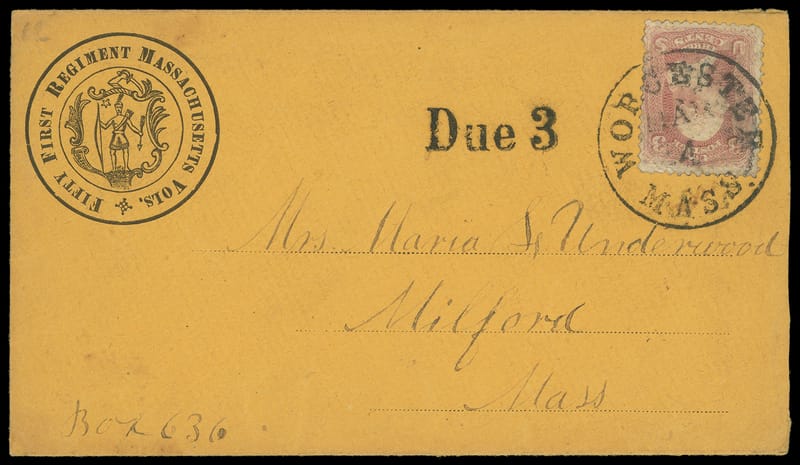 FIFTY FIRST REGIMENT MASSACHUSETTS VOLS.
Due 3
WORCESTER
MASS.
Mrs. Maria S. Underwood
Milford
Mass
Box 636